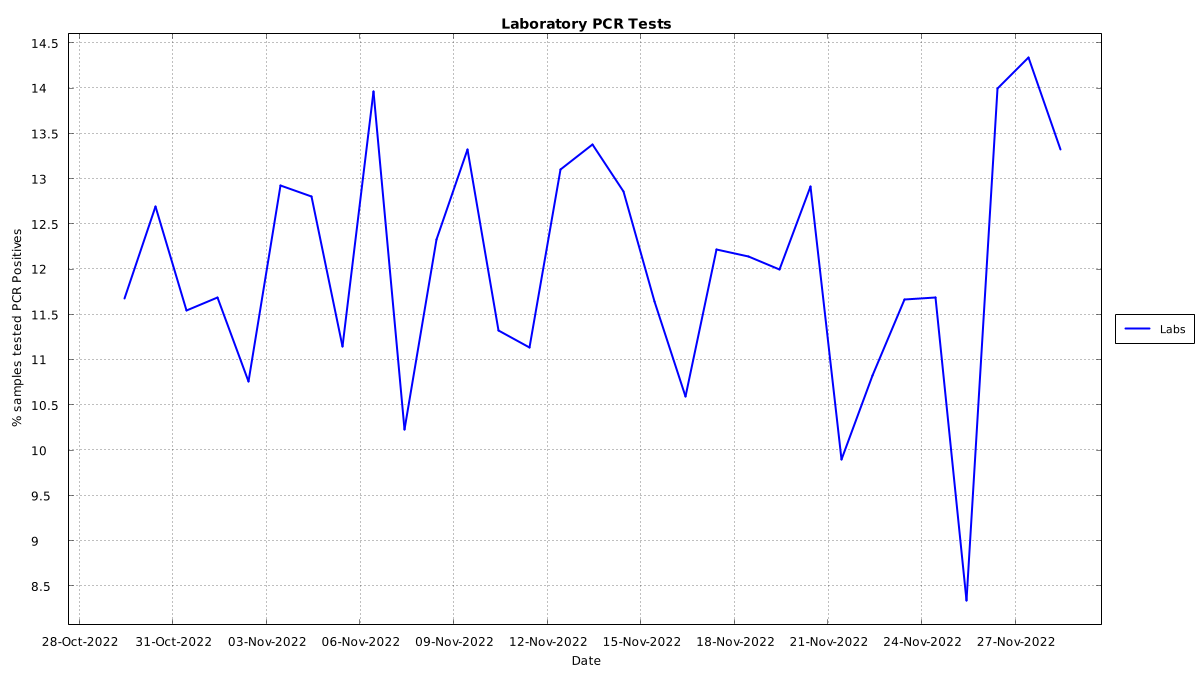 Laboratory PCR Tests
14.5
14
13.5
13
12.5
12
11.5
11
10.5
10
9.5
9
8.5
% samples tested PCR Positives
28-Oct-2022 31-Oct-2022 03-Nov-2022 06-Nov-2022 09-Nov-2022 12-Nov-2022 15-Nov-2022 18-Nov-2022 21-Nov-2022 24-Nov-2022 27-Nov-2022
Date
Labs